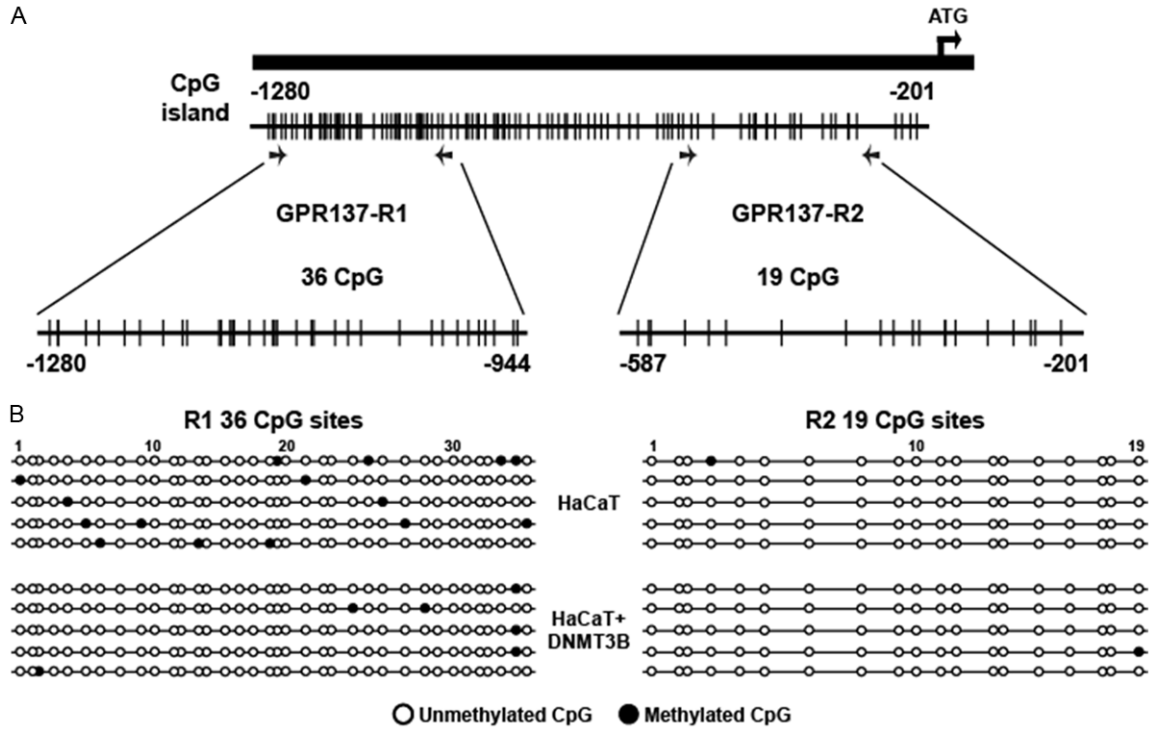 A
ATG
CpG
island
-1280
-201
GPR137-R1
GPR137-R2
36 CpG
19 CpG
-1280
-944
-587
-201
B
R1 36 CpG sites
R2 19 CpG sites
1 10 20 30
1 10 19
HaCaT
HaCaT+
DNMT3B
Unmethylated CpG
Methylated CpG